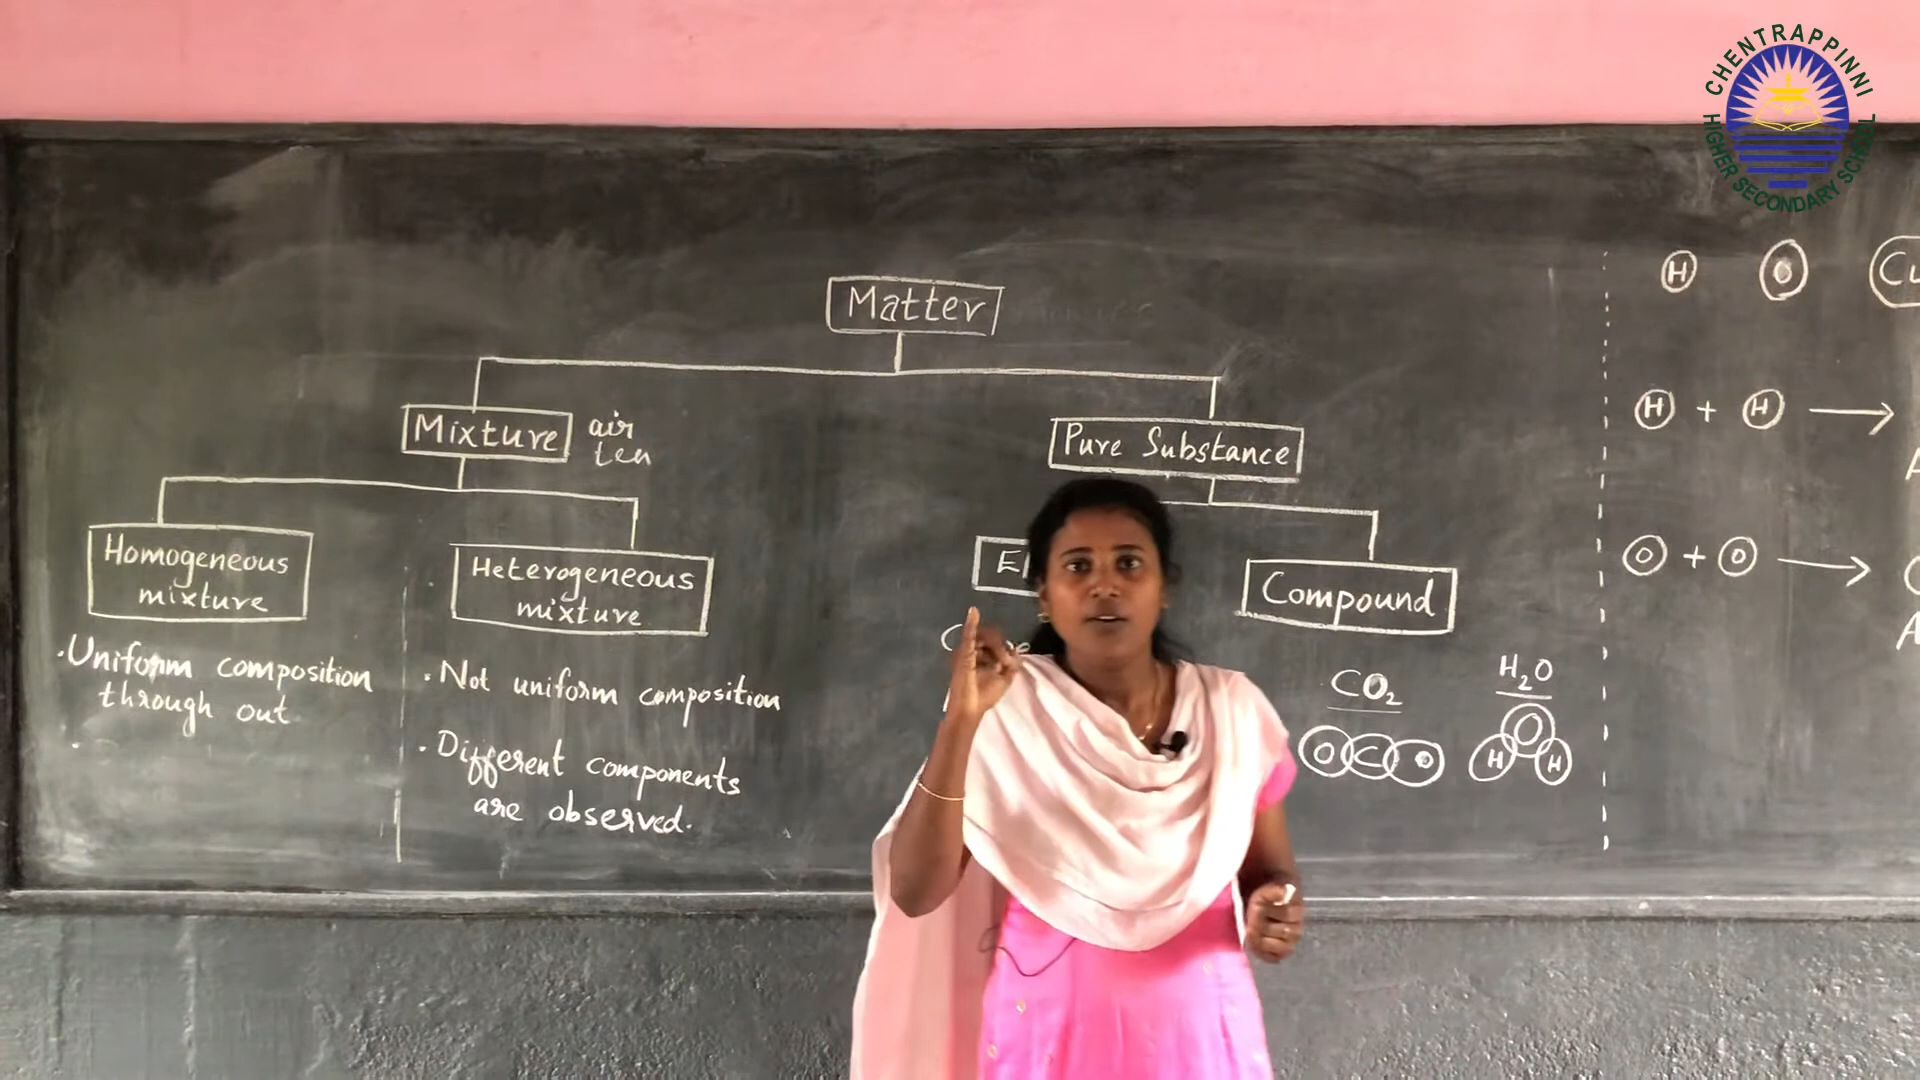 CHENTRAPPINNI
HIGHER SECONDARY SCHOOL
Matter
Mixture
air
tea
Pure Substance
Homogeneous
mixture
Heterogeneous
mixture
Compound
.Uniform composition
through out
.
. Not uniform composition
. Different components
are observed.
CO₂
O C O
H₂O
O
H H
H O Cu
H + H →
O + O →